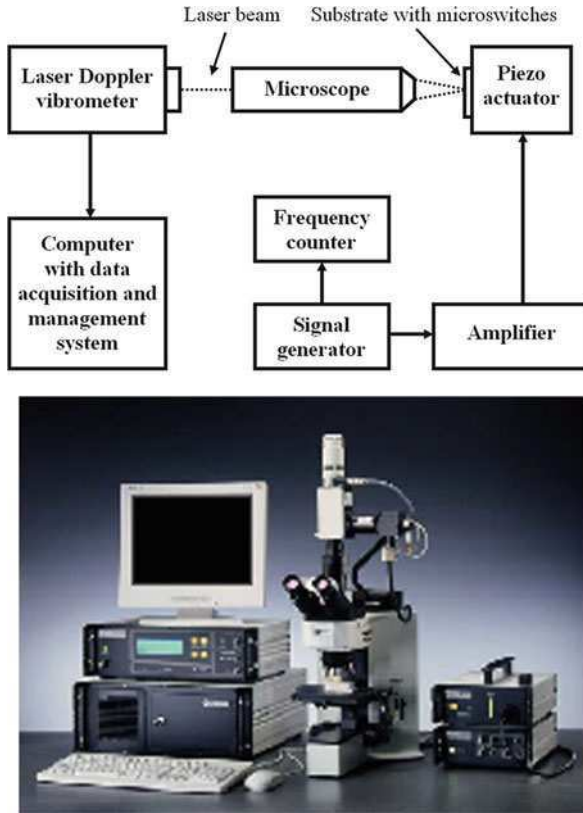 Laser beam
Substrate with microswitches
Laser Doppler
vibrometer
Microscope
Piezo
actuator
Computer
with data
acquisition and
management
system
Frequency
counter
Signal
generator
Amplifier